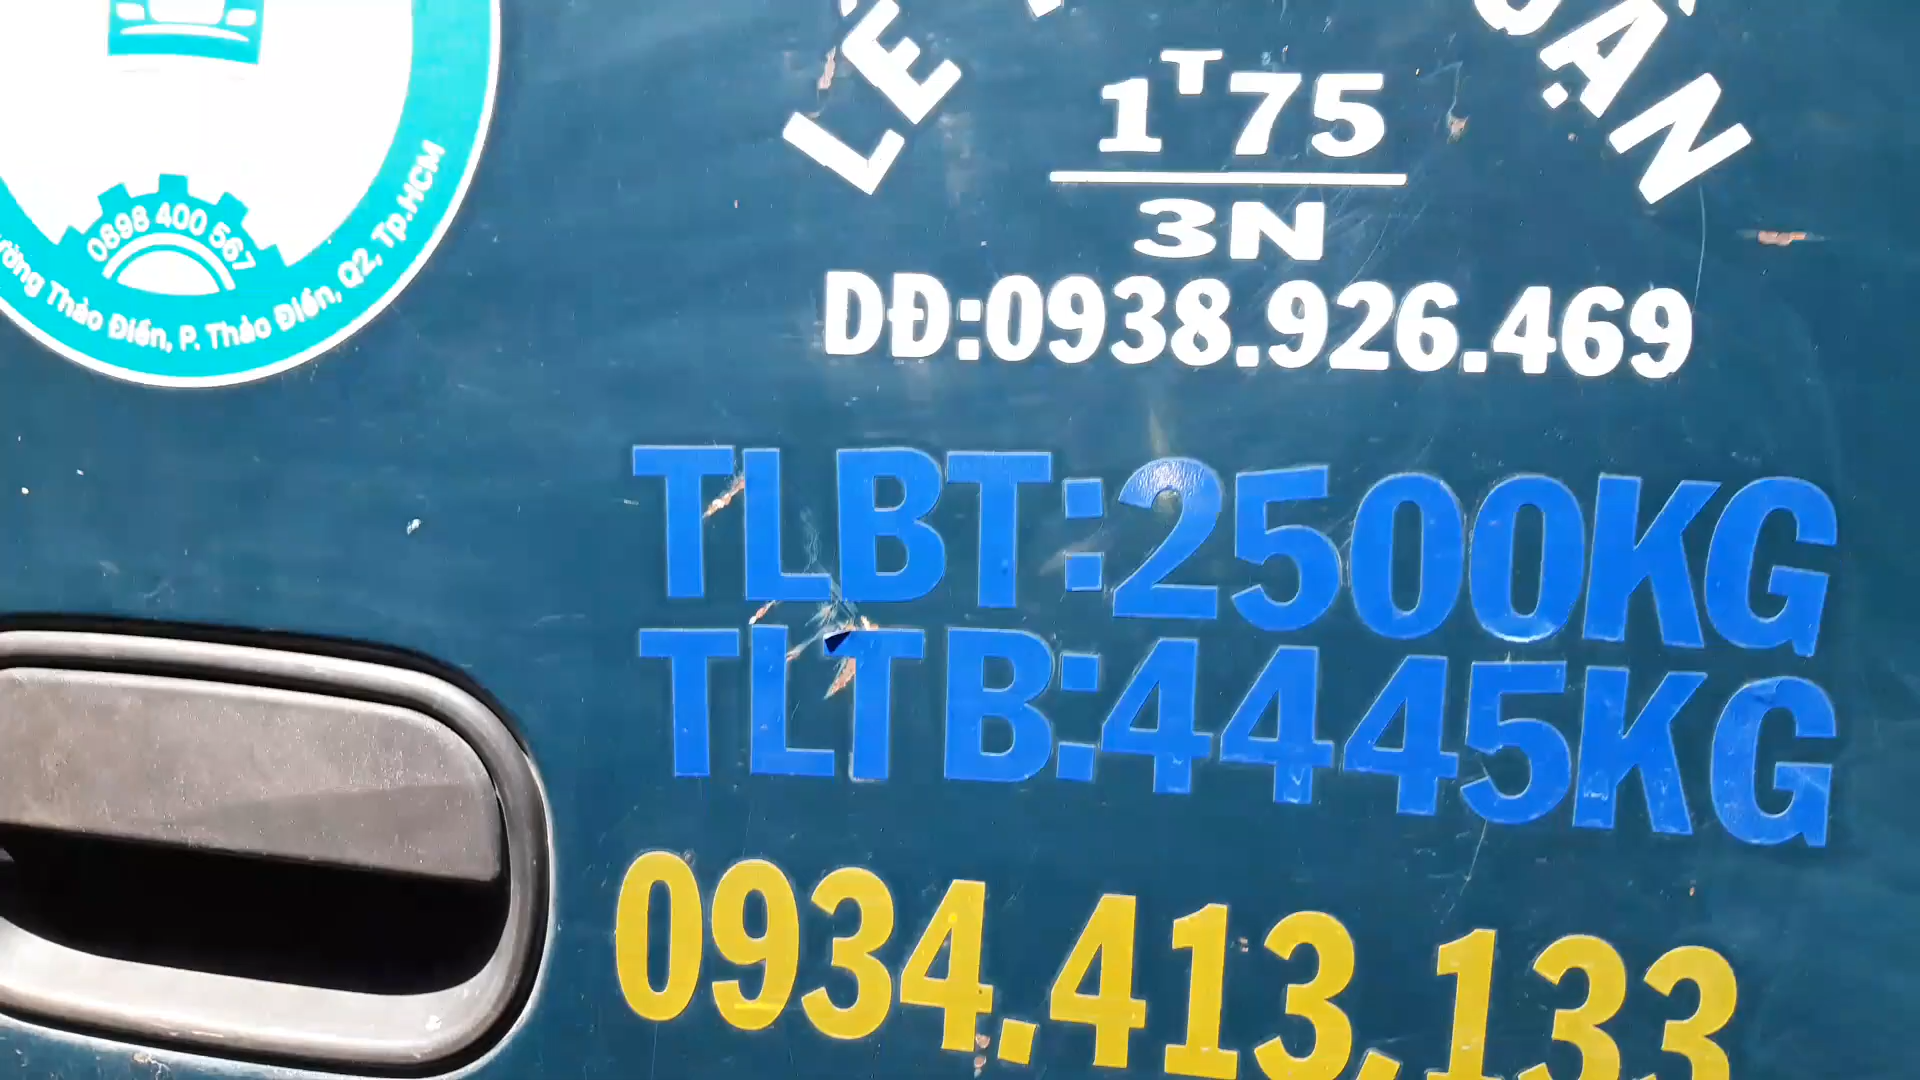 LÊ
1T75
3N
DĐ:0938.926.469
TLBT:2500KG
TLTB:4445KG
0934.413.133
0898 400 567
Thảo Điền, P. Thảo Điền, Q2, Tp.HCM